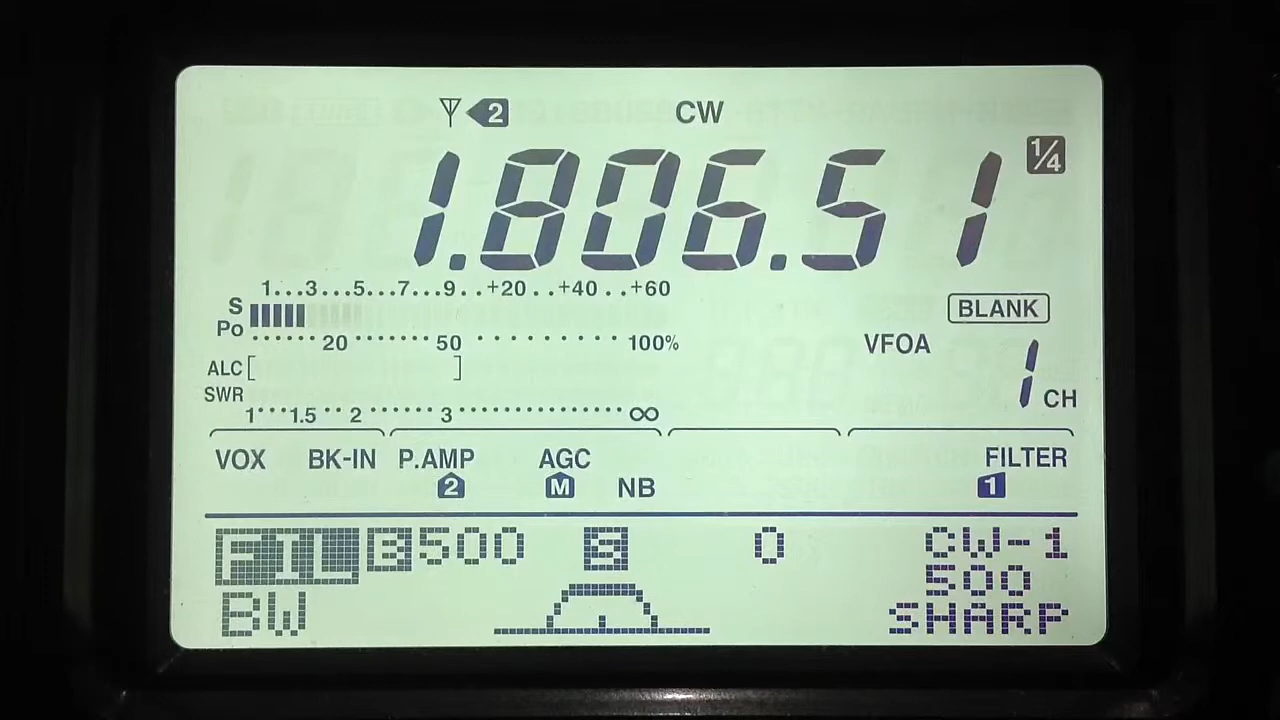 2 CW
1.806.51 1/4
1...3...5...7...9..+20..+40..+60
S
Po
BLANK
20 50 100%
VFOA
ALC
1 CH
SWR
1 1.5 2 3 ∞
VOX BK-IN P.AMP AGC FILTER
2 M NB 1
FIL B 500 S 0 CW-1
500
BW SHARP